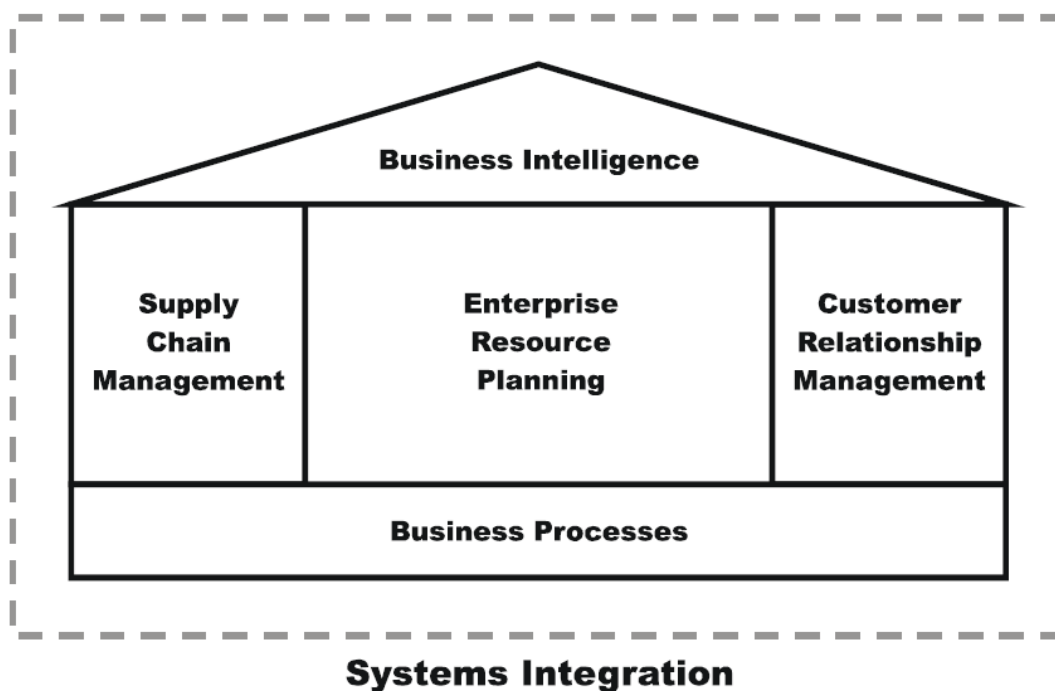 Business Intelligence
Supply
Chain
Management
Enterprise
Resource
Planning
Customer
Relationship
Management
Business Processes
Systems Integration